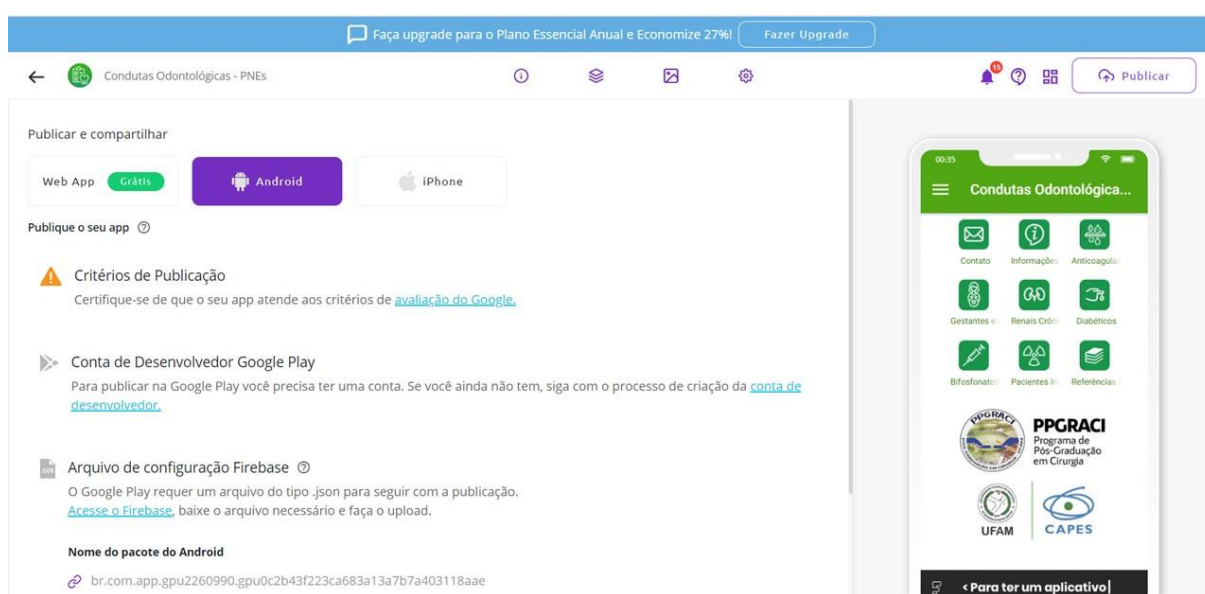 Faça upgrade para o Plano Essencial Anual e Economize 27%! Fazer Upgrade
Condutas Odontológicas - PNEs
15
Publicar
Publicar e compartilhar
Web App Grátis Android iPhone
Publique o seu app
Critérios de Publicação
Certifique-se de que o seu app atende aos critérios de avaliação do Google.
Conta de Desenvolvedor Google Play
Para publicar na Google Play você precisa ter uma conta. Se você ainda não tem, siga com o processo de criação da conta de
desenvolvedor.
Arquivo de configuração Firebase
O Google Play requer um arquivo do tipo .json para seguir com a publicação.
Acesse o Firebase, baixe o arquivo necessário e faça o upload.
Nome do pacote do Android
br.com.app.gpu2260990.gpu0c2b43f223ca683a13a7b7a403118aae
00:35
Condutas Odontológica...
Contato Informações Anticoagula
Gestantes e Renais Crôn Diabéticos
Bifosfonatos Pacientes Ir Referências
PPGRACI
PPGRACI
Programa de
Pós-Graduação
em Cirurgia
UFAM CAPES
< Para ter um aplicativo